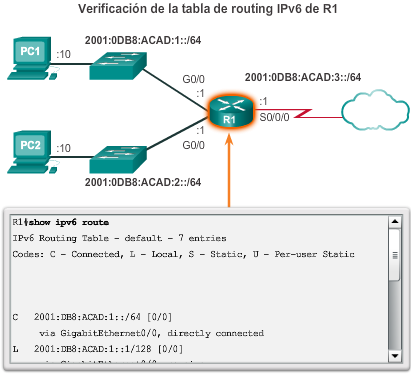 Verificación de la tabla de routing IPv6 de R1
PC1
:10
2001:0DB8:ACAD:1::/64
G0/0
:1
2001:0DB8:ACAD:3::/64
:1
S0/0/0
R1
PC2
:10
:1
G0/0
2001:0DB8:ACAD:2::/64
R1#show ipv6 route
IPv6 Routing Table - default - 7 entries
Codes: C - Connected, L - Local, S - Static, U - Per-user Static
C 2001:DB8:ACAD:1::/64 [0/0]
via GigabitEthernet0/0, directly connected
L 2001:DB8:ACAD:1::1/128 [0/0]